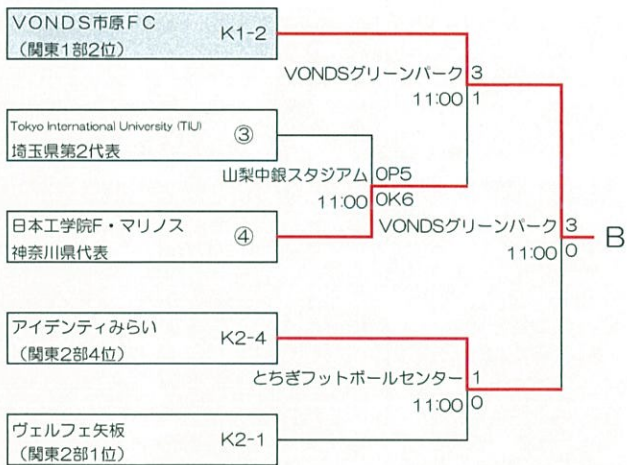 VONDS市原FC
(関東1部2位)
K1-2
VONDSグリーンパーク 3
11:00 1
Tokyo International University (TIU)
埼玉県第2代表
③
山梨中銀スタジアム 0P5
11:00 0K6
日本工学院F・マリノス
神奈川県代表
④
VONDSグリーンパーク 3
11:00 0
B
アイデンティみらい
(関東2部4位)
K2-4
とちぎフットボールセンター 1
11:00 0
ヴェルフェ矢板
(関東2部1位)
K2-1